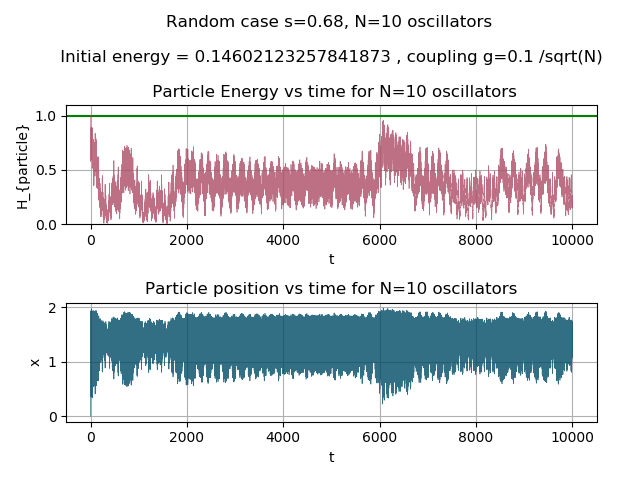 Random case s=0.68, N=10 oscillators
Initial energy = 0.14602123257841873 , coupling g=0.1 /sqrt(N)
Particle Energy vs time for N=10 oscillators
H_{particle}
1.0
0.5
0.0
0 2000 4000 6000 8000 10000
t
Particle position vs time for N=10 oscillators
x
2
1
0
0 2000 4000 6000 8000 10000
t